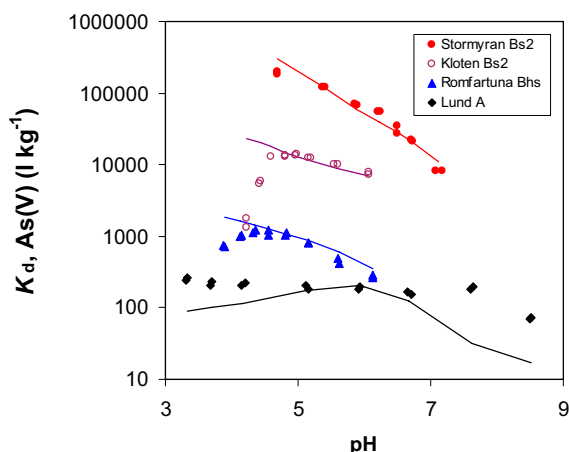 1000000
100000
10000
1000
100
10
Kd, As(V) (l kg-1)
Stormyran Bs2
Kloten Bs2
Romfartuna Bhs
Lund A
3 5 7 9
pH